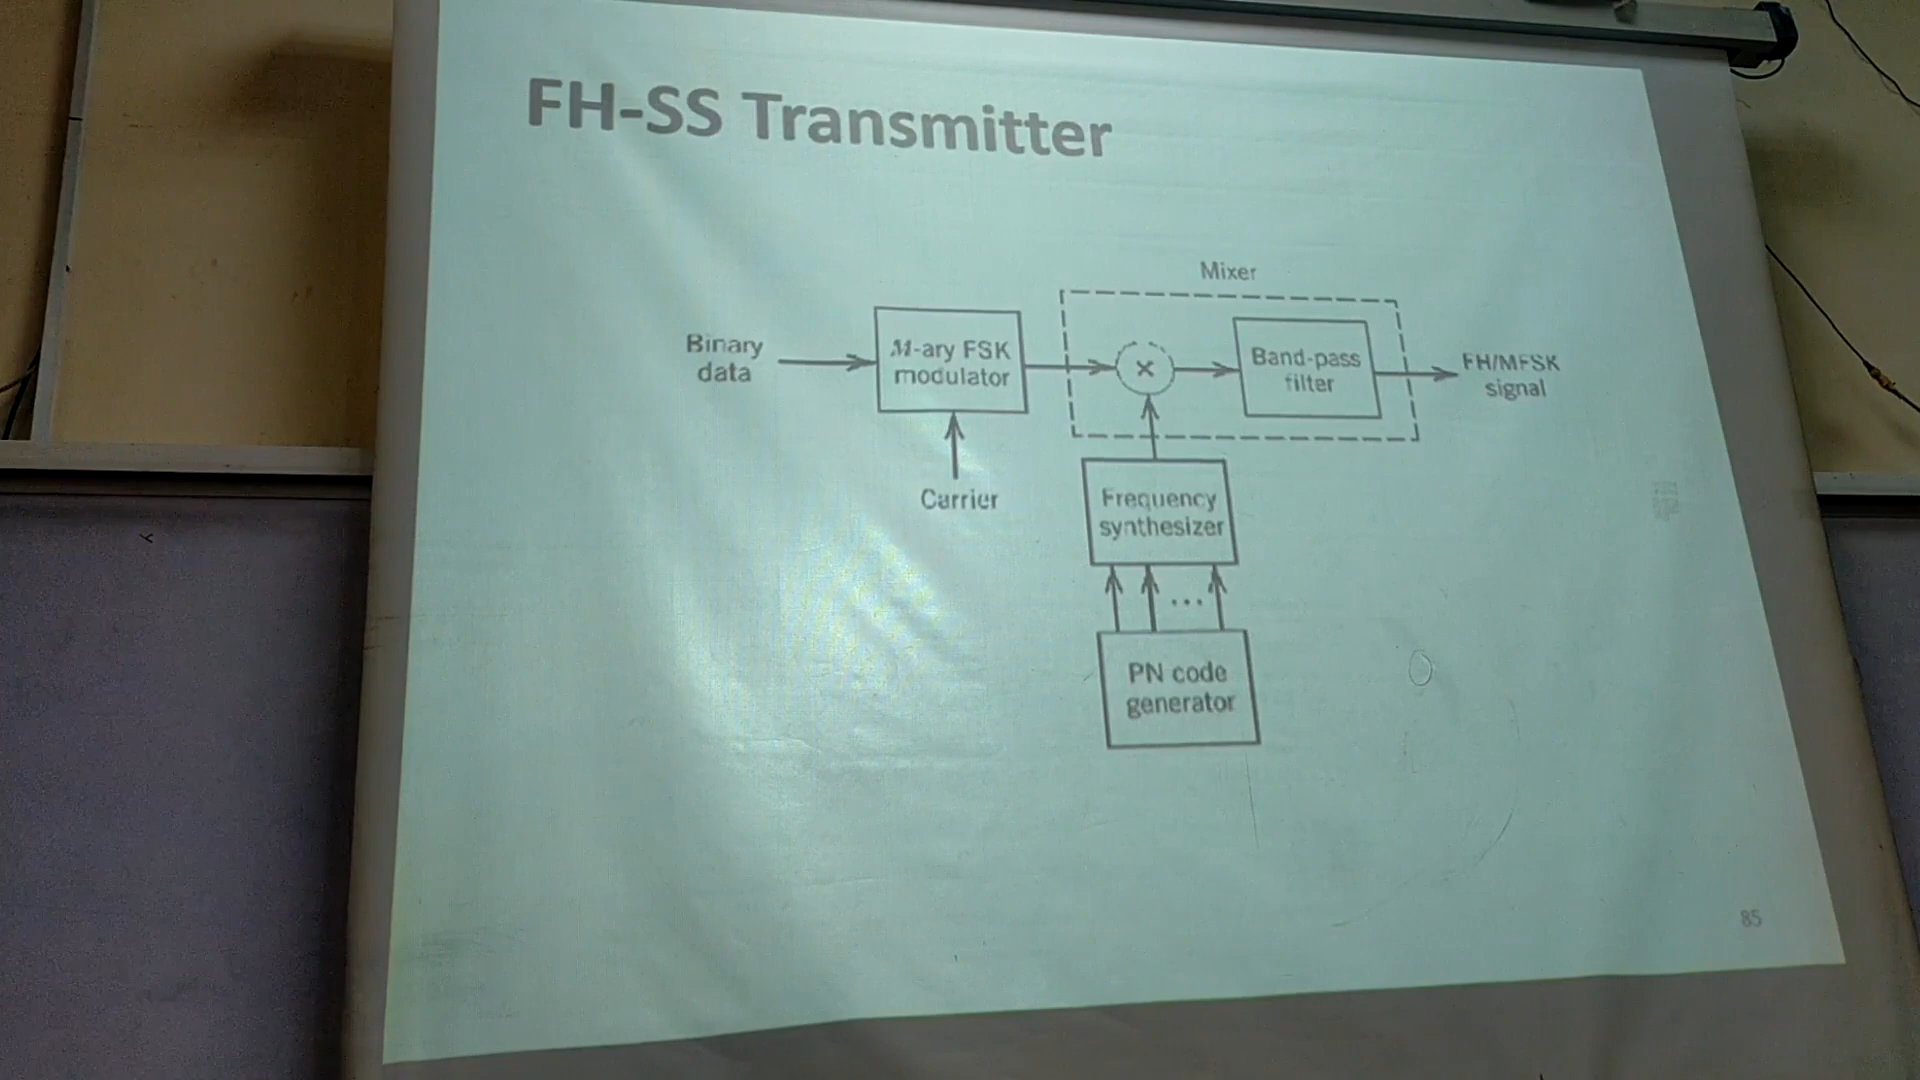 FH-SS Transmitter
Mixer
Binary
data
M-ary FSK
modulator
×
Band-pass
filter
FH/MFSK
signal
Carrier
Frequency
synthesizer
...
PN code
generator
85